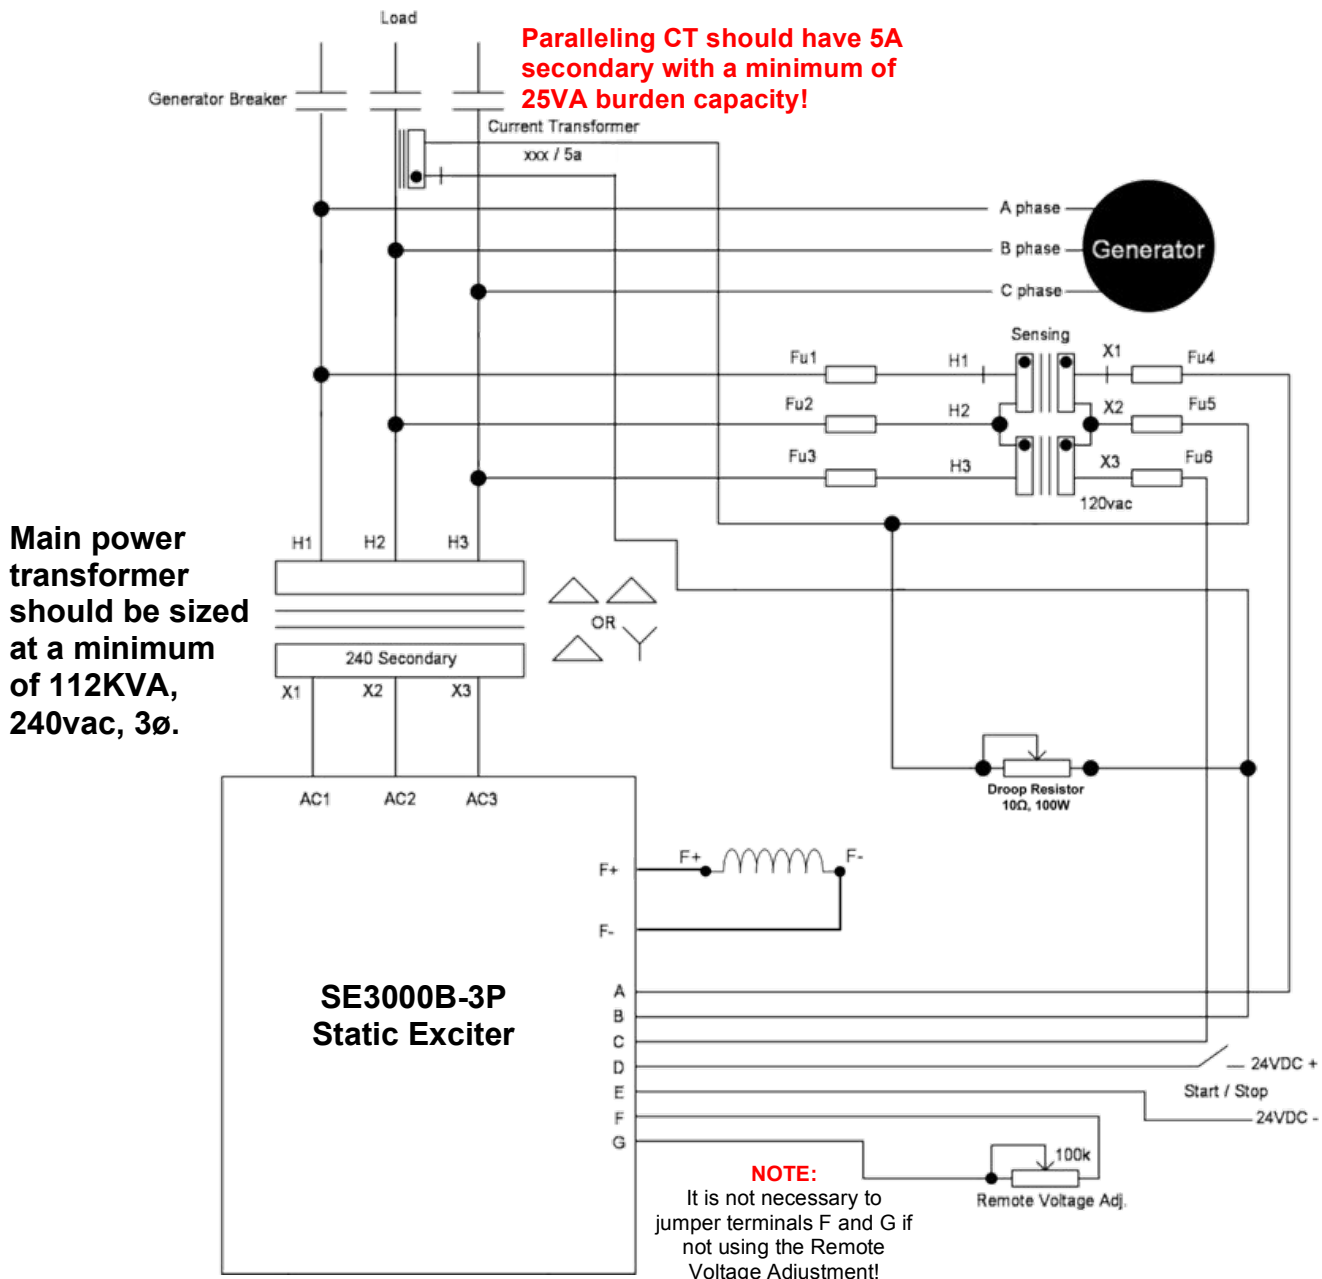 Load
Paralleling CT should have 5A
secondary with a minimum of
25VA burden capacity!
Generator Breaker
Current Transformer
xxx / 5a
A phase
B phase
C phase
Generator
Sensing
Fu1
H1
X1
Fu4
Fu2
H2
X2
Fu5
Fu3
H3
X3
Fu6
120vac
Main power
transformer
should be sized
at a minimum
of 112KVA,
240vac, 3ø.
H1
H2
H3
OR
240 Secondary
X1
X2
X3
AC1
AC2
AC3
Droop Resistor
10Ω, 100W
F+
F+
F-
F-
SE3000B-3P
Static Exciter
A
B
C
D
E
F
G
24VDC +
Start / Stop
24VDC -
100k
Remote Voltage Adj.
NOTE:
It is not necessary to
jumper terminals F and G if
not using the Remote
Voltage Adjustment!